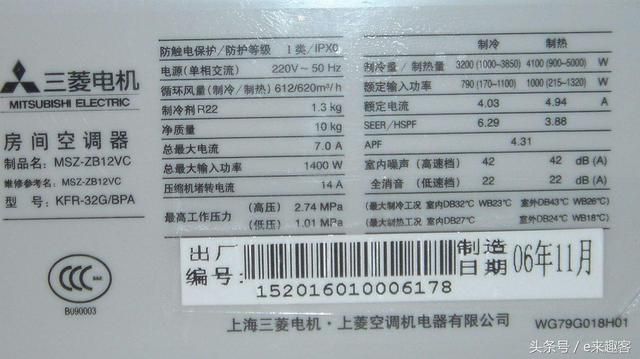 三菱电机
MITSUBISHI ELECTRIC
房间空调器
制品名: MSZ-ZB12VC
维修参考名: MSZ-ZB12VC
型号: KFR-32G/BPA
B090003
防触电保护/防护等级 1类/IPX0
电源(单相交流) 220V~50 Hz
循环风量(制冷/制热) 612/620m³/h
制冷剂R22 1.3 kg
净质量 10 kg
总最大电流 7.0 A
总最大输入功率 1400 W
压缩机堵转电流 14 A
最高工作压力 (高压) 2.74 MPa
(低压) 1.01 MPa
制冷 制热
制冷量/制热量 3200 (1000~3850) 4100 (900~5000) W
额定输入功率 790 (170~1100) 1000 (215~1320) W
额定电流 4.03 4.94 A
SEER/HSPF 6.29 3.88
APF 4.31
室内噪声(高速档) 42 42 dB (A)
全消音(低速档) 22 22 dB (A)
(最大制冷工况 室内DB32℃ WB23℃ 室外DB43℃ WB26℃)
(最大制热工况 室内DB27℃ 室外DB24℃ WB18℃)
出厂编号: 152016010006178
制造日期 06年11月
上海三菱电机·上菱空调机电器有限公司 WG79G018H01
头条号 / e来趣客